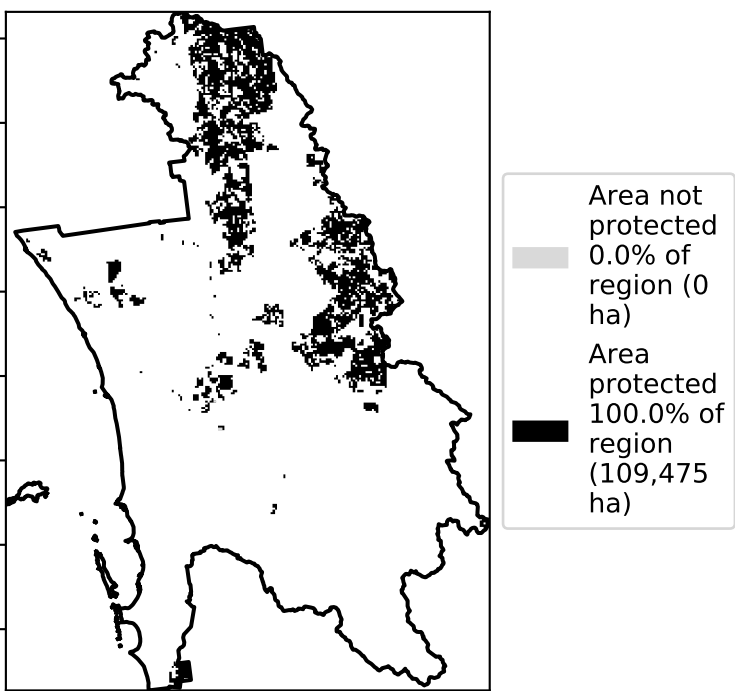 Area not
protected
0.0% of
region (0
ha)
Area
protected
100.0% of
region
(109,475
ha)